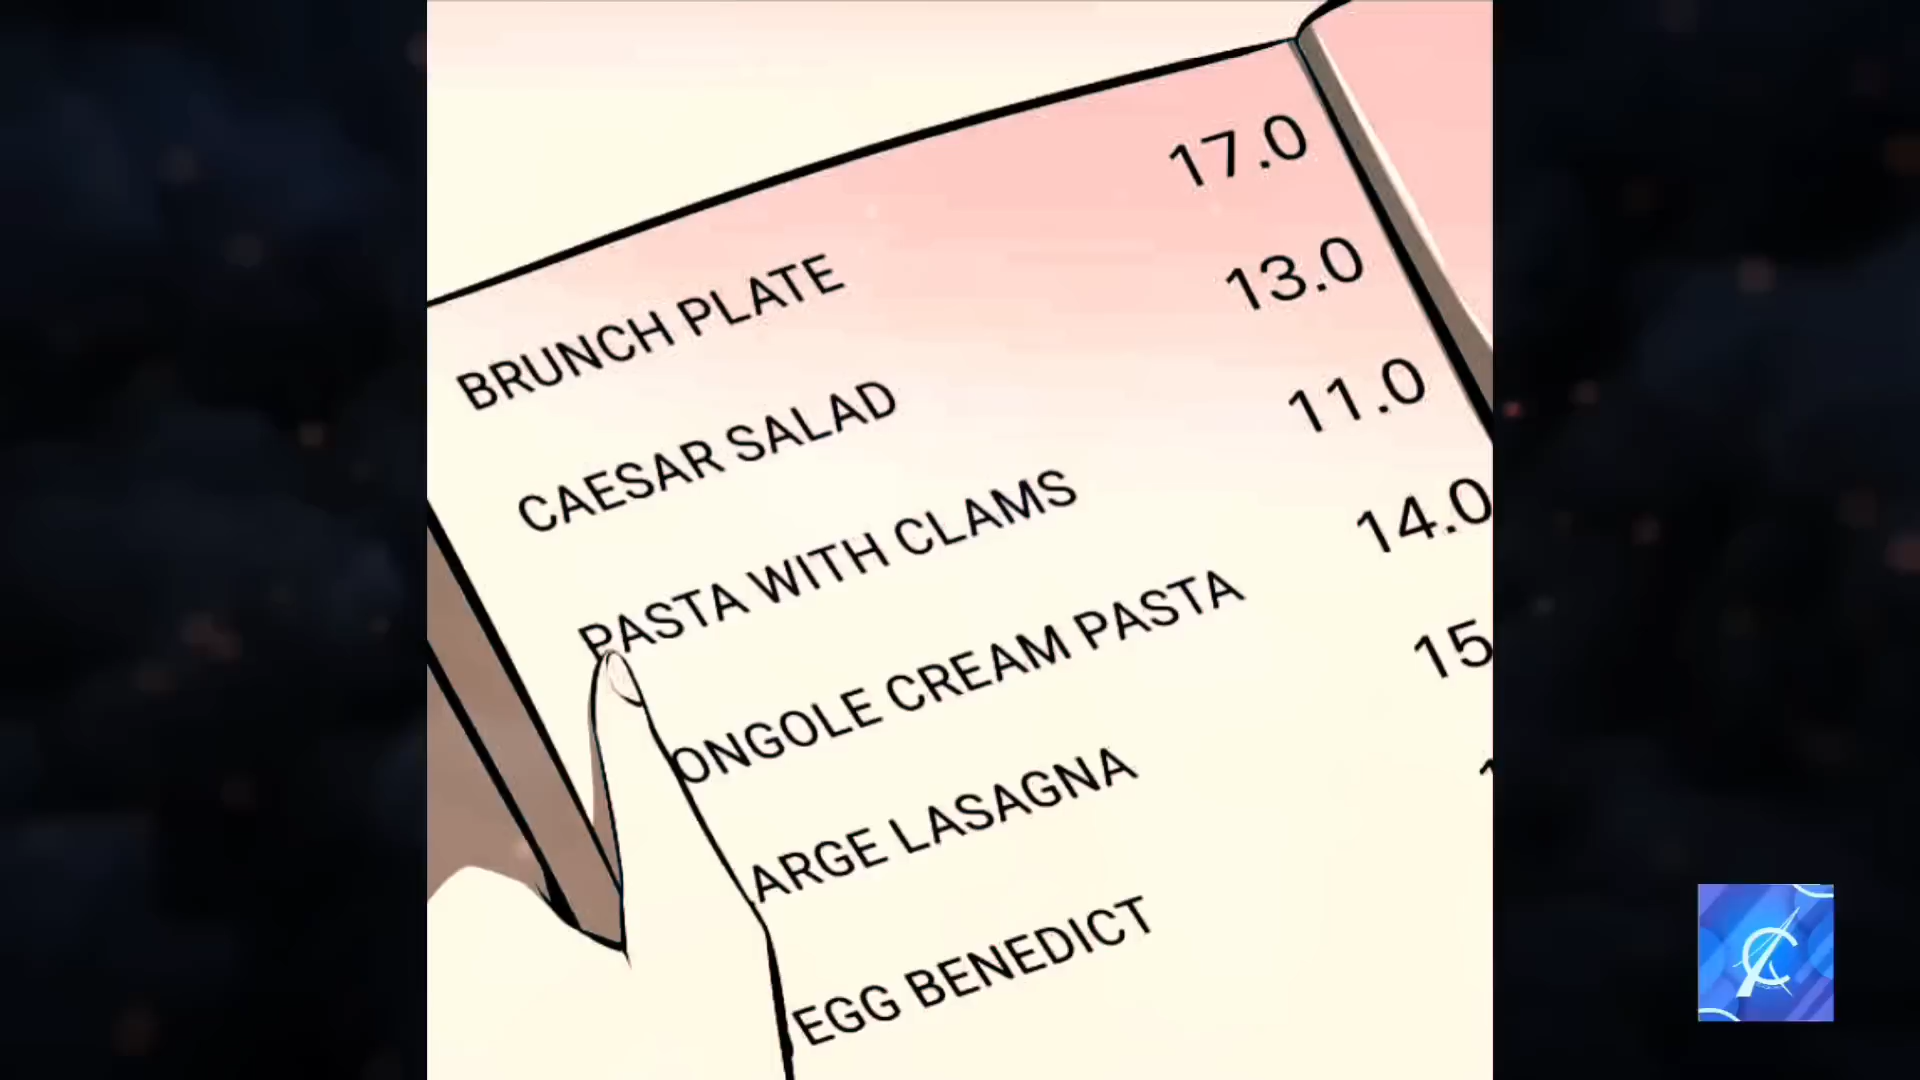 BRUNCH PLATE 17.0
CAESAR SALAD 13.0
PASTA WITH CLAMS 11.0
ONGOLE CREAM PASTA 14.0
ARGE LASAGNA 15
EGG BENEDICT 1